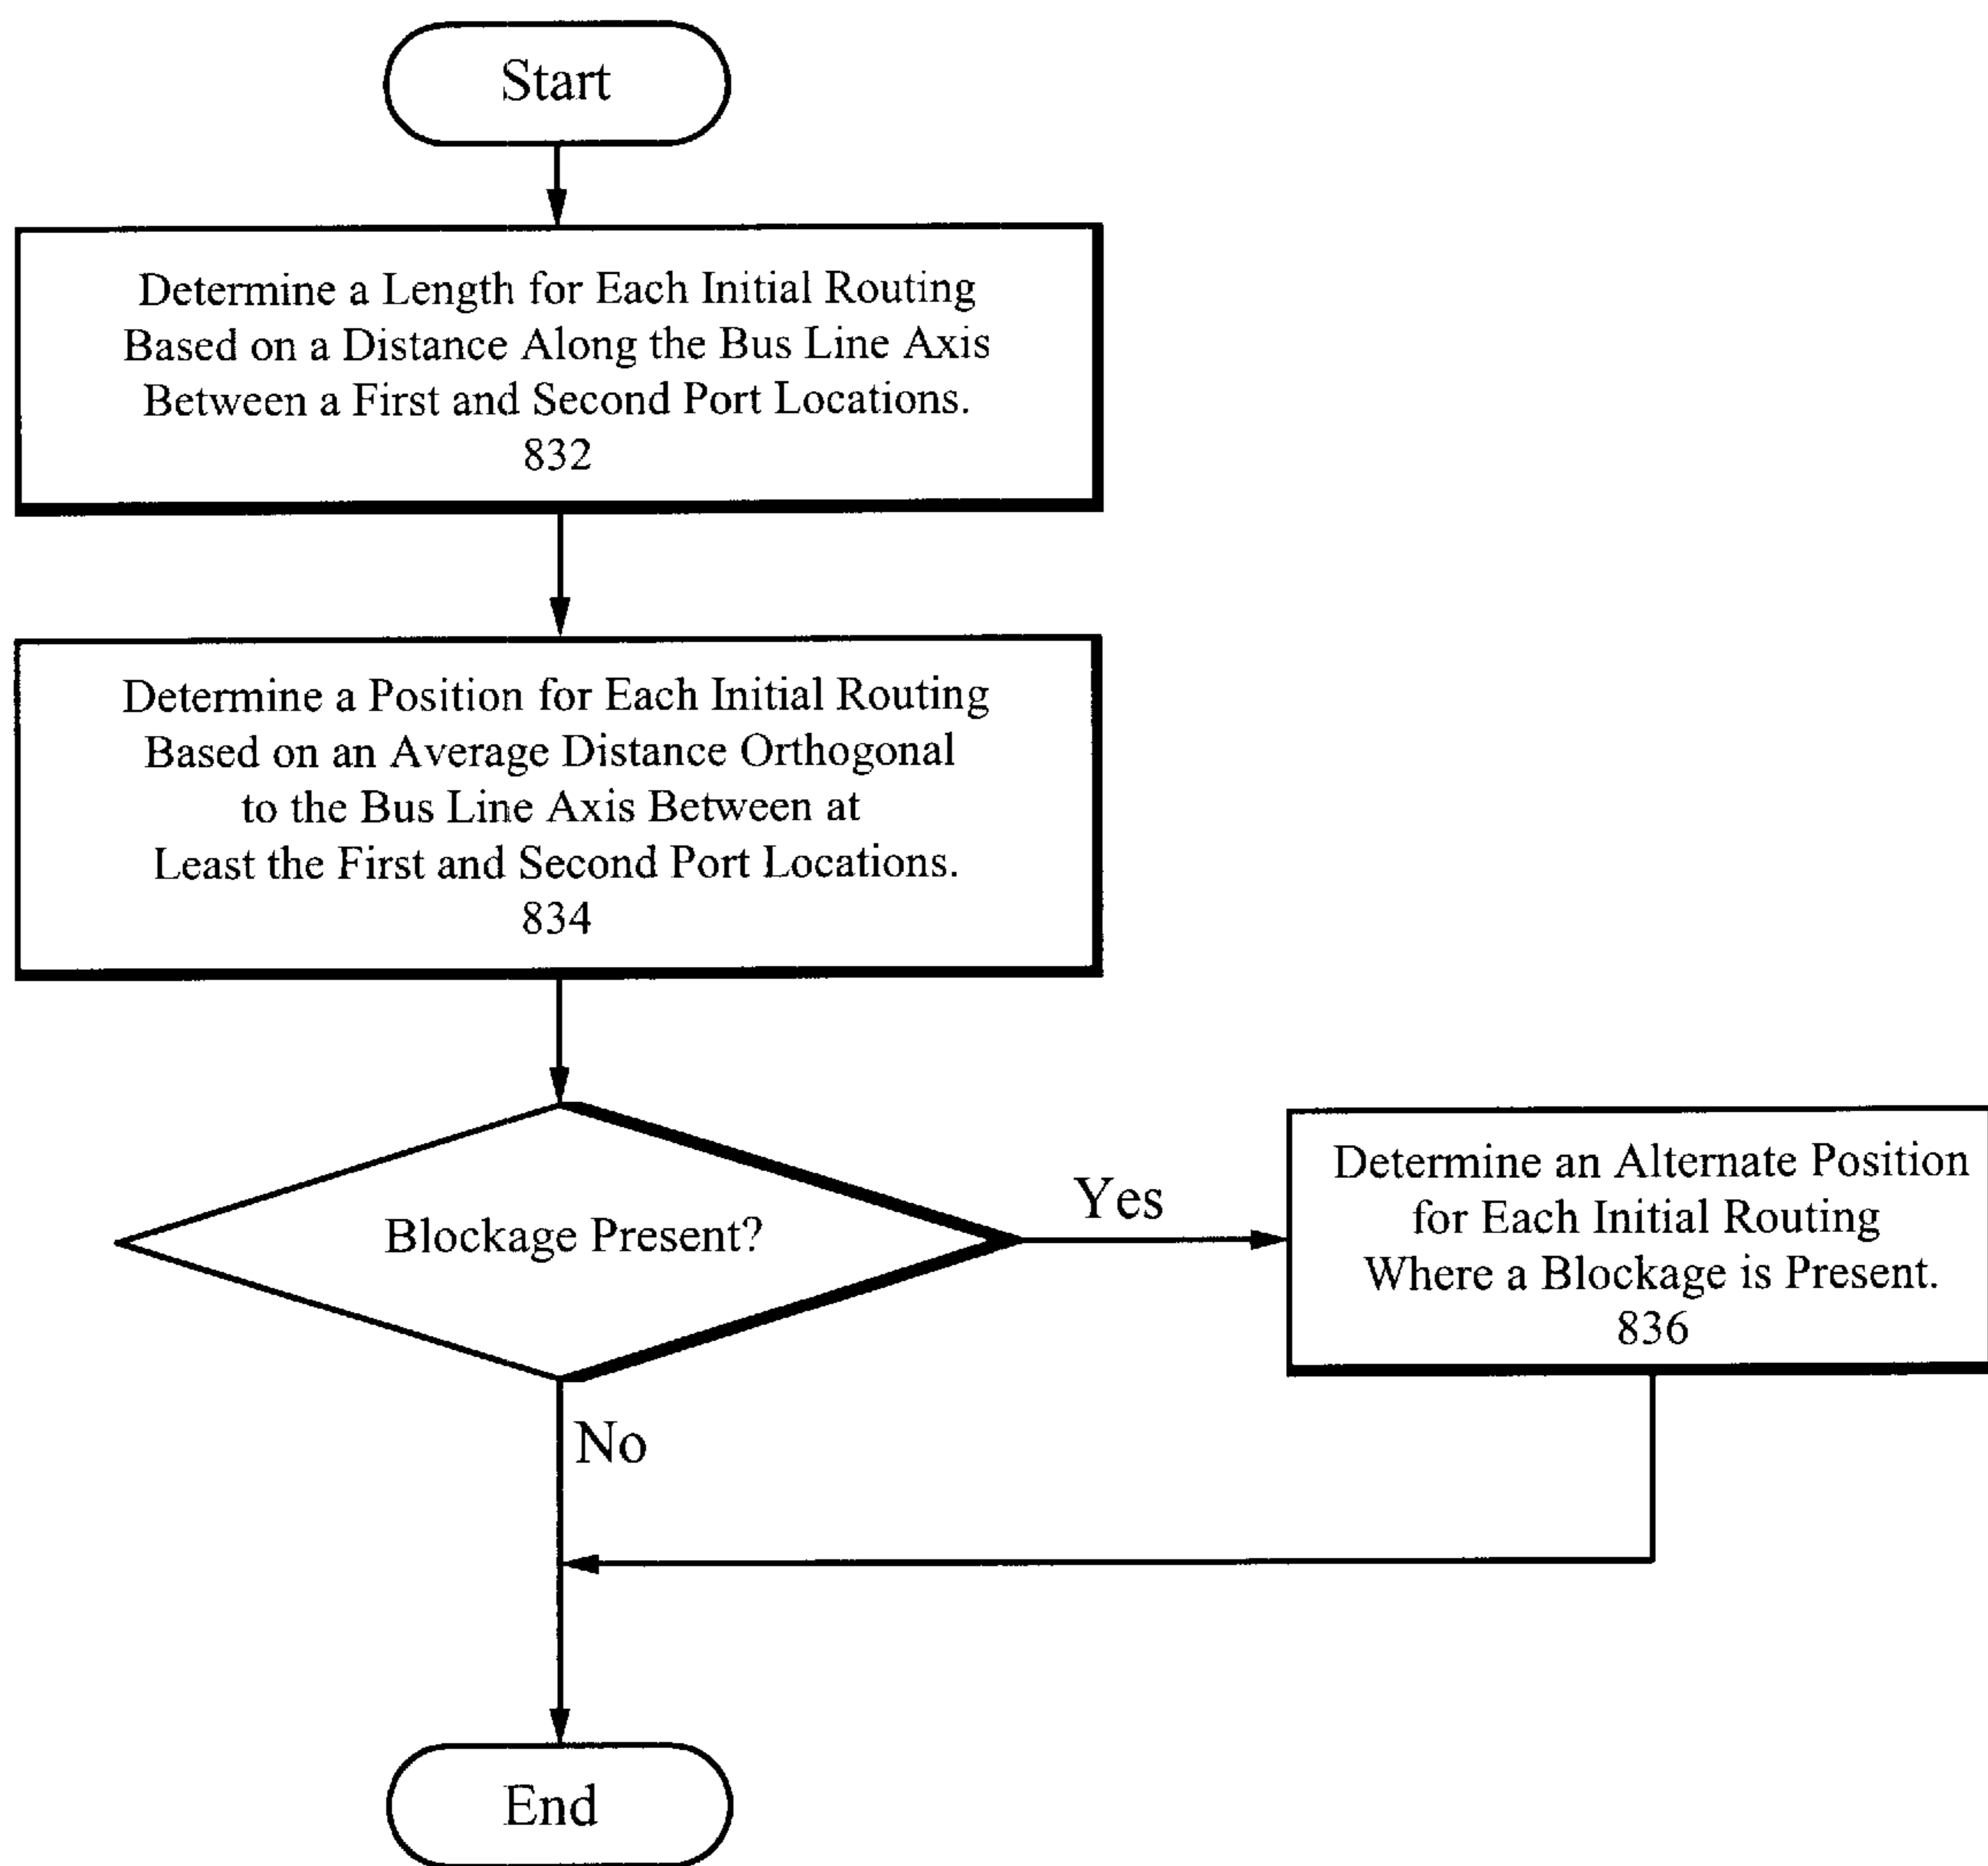 Start
Determine a Length for Each Initial Routing
Based on a Distance Along the Bus Line Axis
Between a First and Second Port Locations.
832
Determine a Position for Each Initial Routing
Based on an Average Distance Orthogonal
to the Bus Line Axis Between at
Least the First and Second Port Locations.
834
Blockage Present?
Yes
Determine an Alternate Position
for Each Initial Routing
Where a Blockage is Present.
836
No
End